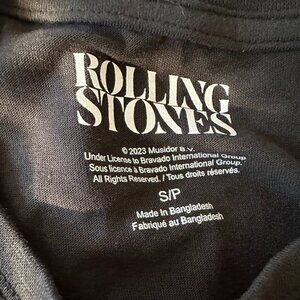 ROLLING
STONES
© 2023 Musidor B.V.
Under License to Bravado International Group
Sous licence à Bravado International Group
All Rights Reserved. / Tous droits réservés.
S/P
Made in Bangladesh
Fabriqué au Bangladesh